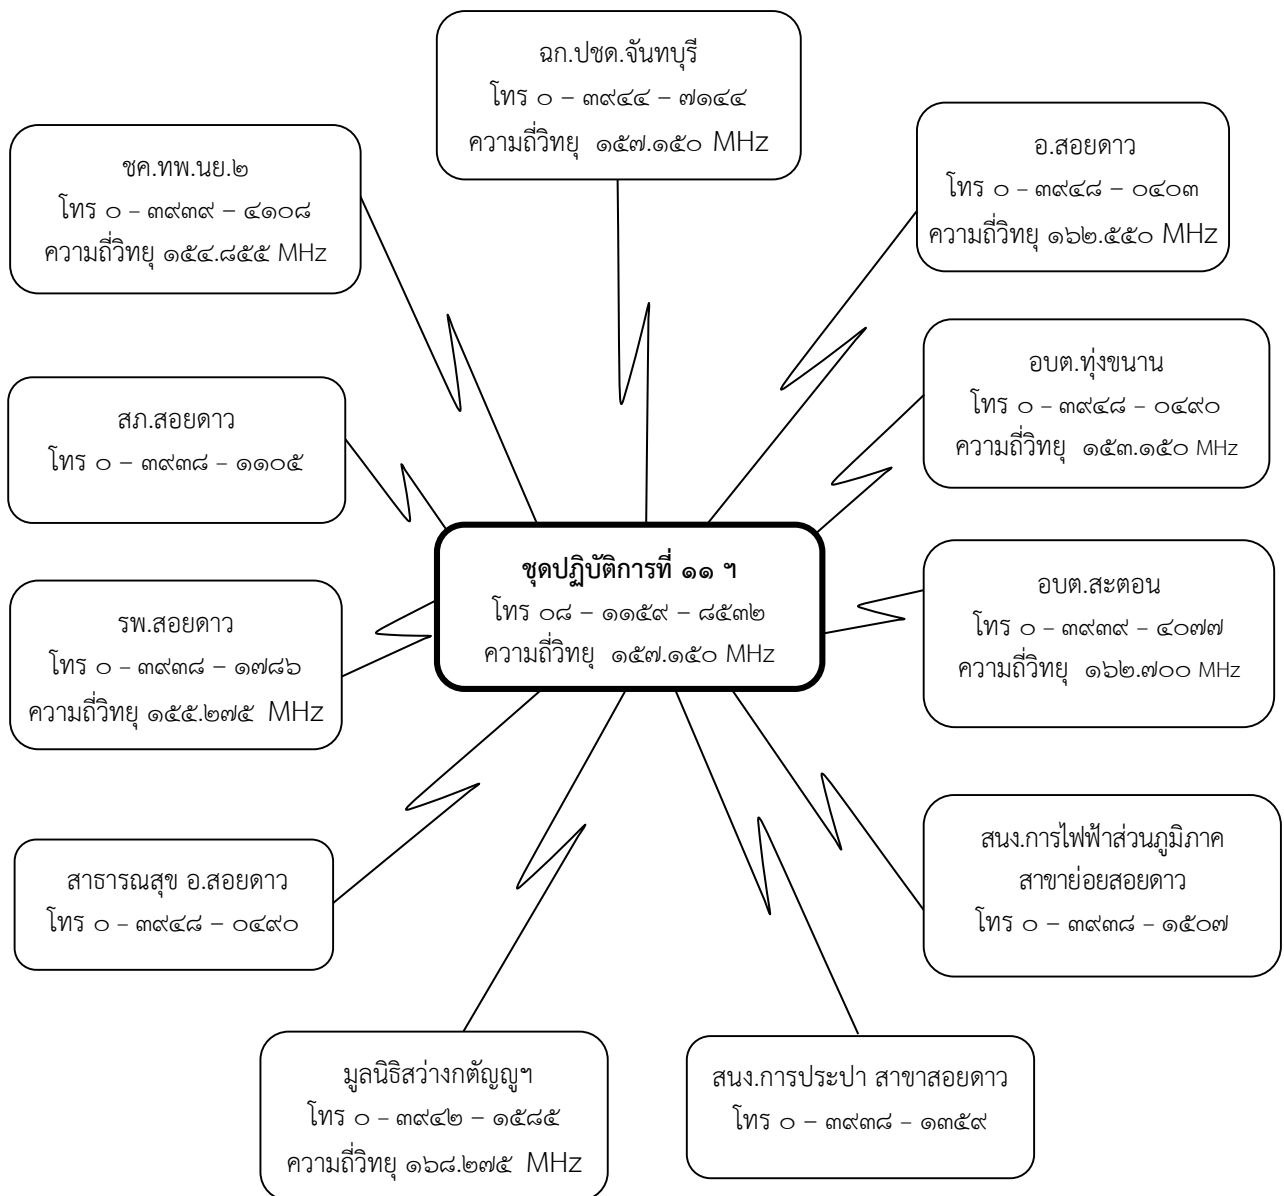 ฉก.ปชด.จันทบุรี
โทร ๐ – ๓๙๔๔ – ๗๑๔๔
ความถี่วิทยุ ๑๕๗.๑๕๐ MHz
ชค.ทพ.นย.๒
โทร ๐ – ๓๙๓๙ – ๔๑๐๘
ความถี่วิทยุ ๑๕๔.๘๕๕ MHz
อ.สอยดาว
โทร ๐ – ๓๙๔๘ – ๐๔๐๓
ความถี่วิทยุ ๑๖๒.๕๕๐ MHz
สภ.สอยดาว
โทร ๐ – ๓๙๓๘ - ๑๑๐๕
อบต.ทุ่งขนาน
โทร ๐ - ๓๙๔๘ – ๐๔๙๐
ความถี่วิทยุ ๑๕๓.๑๕๐ MHz
ชุดปฏิบัติการที่ ๑๑ ฯ
โทร ๐๘ – ๑๑๕๙ – ๘๕๓๒
ความถี่วิทยุ ๑๕๗.๑๕๐ MHz
รพ.สอยดาว
โทร ๐ - ๓๙๓๘ – ๑๗๘๖
ความถี่วิทยุ ๑๕๕.๒๗๕ MHz
อบต.สะตอน
โทร ๐ - ๓๙๓๙ – ๔๐๗๗
ความถี่วิทยุ ๑๖๒.๗๐๐ MHz
สาธารณสุข อ.สอยดาว
โทร ๐ - ๓๙๔๘ – ๐๔๙๐
สนง.การไฟฟ้าส่วนภูมิภาค
สาขาย่อยสอยดาว
โทร ๐ – ๓๙๓๘ - ๑๕๐๗
มูลนิธิสว่างกตัญญูฯ
โทร ๐ - ๓๙๔๒ – ๑๕๘๕
ความถี่วิทยุ ๑๖๘.๒๗๕ MHz
สนง.การประปา สาขาสอยดาว
โทร ๐ – ๓๙๓๘ - ๑๓๕๙